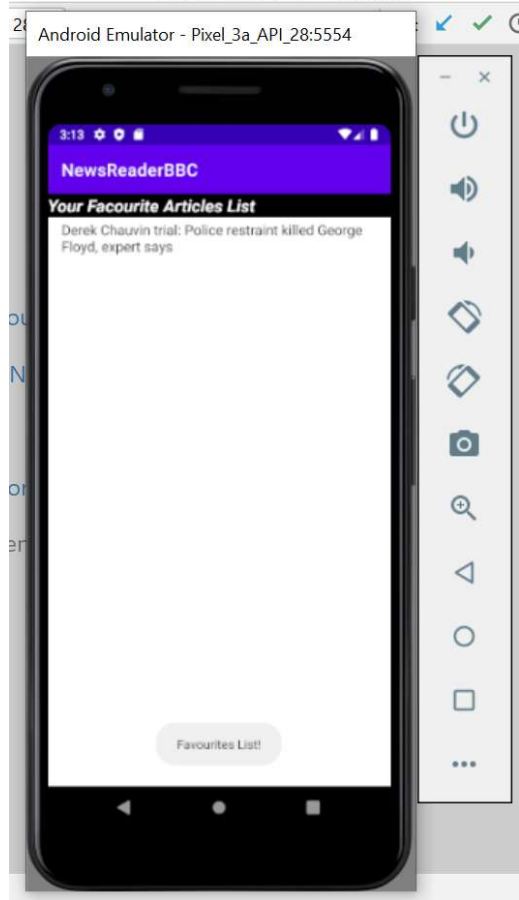 28
Android Emulator - Pixel_3a_API_28:5554
3:13
NewsReaderBBC
Your Facourite Articles List
Derek Chauvin trial: Police restraint killed George
Floyd, expert says
Favourites List!